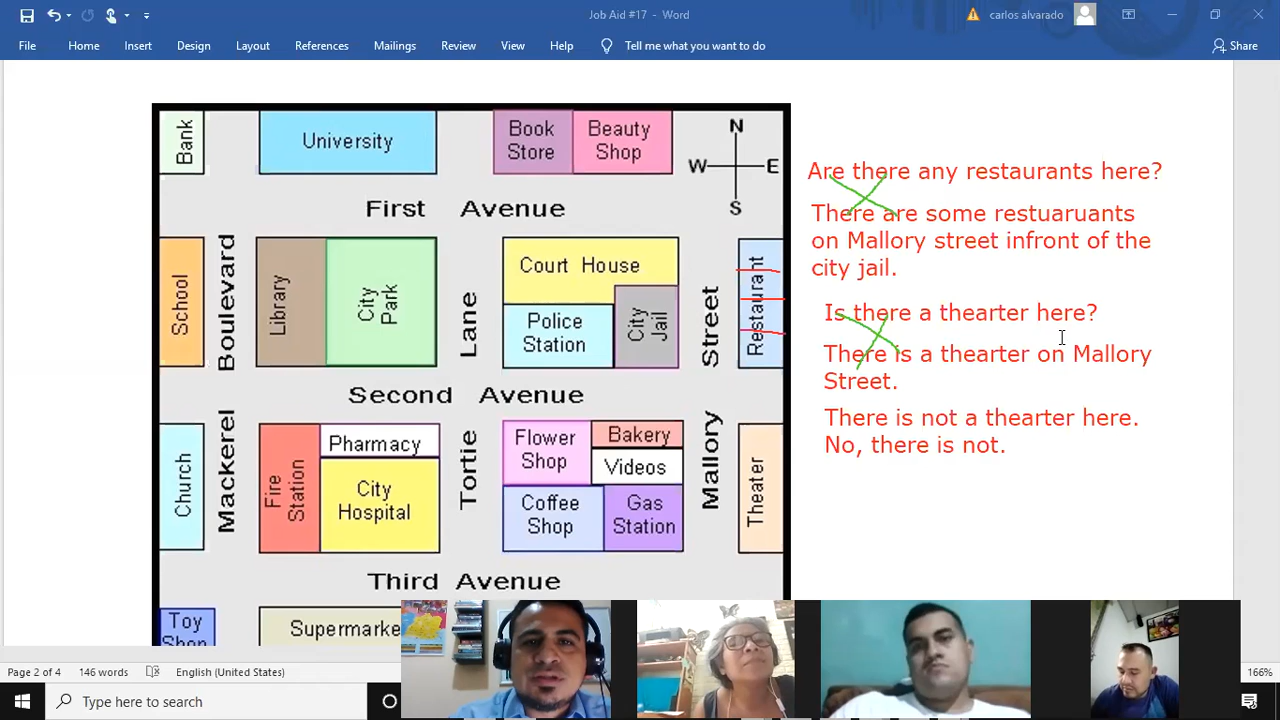 Job Aid #17 - Word
carlos alvarado
File Home Insert Design Layout References Mailings Review View Help Tell me what you want to do Share
Bank
University
Book
Store
Beauty
Shop
N
W E
S
First Avenue
School
Boulevard
Library
City
Park
Lane
Court House
Police
Station
City
Jail
Street
Restaurant
Second Avenue
Church
Mackerel
Fire
Station
Pharmacy
City
Hospital
Tortie
Flower
Shop
Bakery
Videos
Coffee
Shop
Gas
Station
Mallory
Theater
Third Avenue
Toy
Shop
Supermarke
Are there any restaurants here?
There are some restuaruants
on Mallory street infront of the
city jail.
Is there a thearter here?
There is a thearter on Mallory
Street.
There is not a thearter here.
No, there is not.
Page 2 of 4 146 words English (United States) 166%
Type here to search